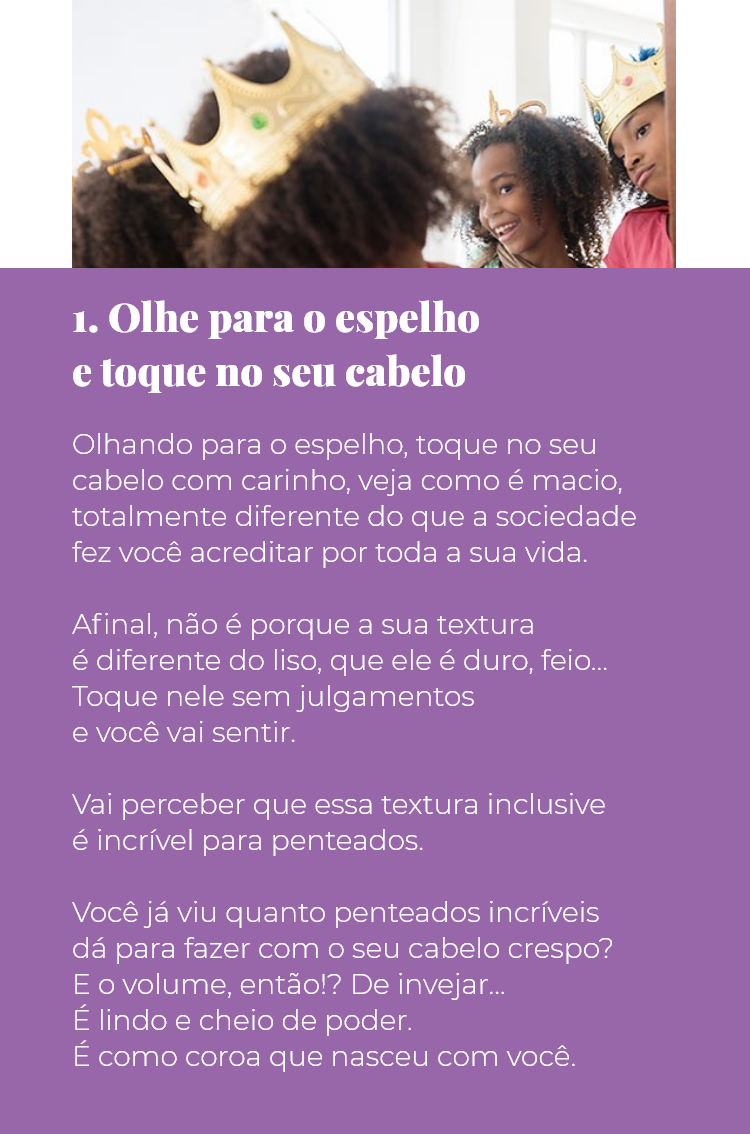 1. Olhe para o espelho
e toque no seu cabelo
Olhando para o espelho, toque no seu
cabelo com carinho, veja como é macio,
totalmente diferente do que a sociedade
fez você acreditar por toda a sua vida.
Afinal, não é porque a sua textura
é diferente do liso, que ele é duro, feio...
Toque nele sem julgamentos
e você vai sentir.
Vai perceber que essa textura inclusive
é incrível para penteados.
Você já viu quanto penteados incríveis
dá para fazer com o seu cabelo crespo?
E o volume, então!? De invejar...
É lindo e cheio de poder.
É como coroa que nasceu com você.